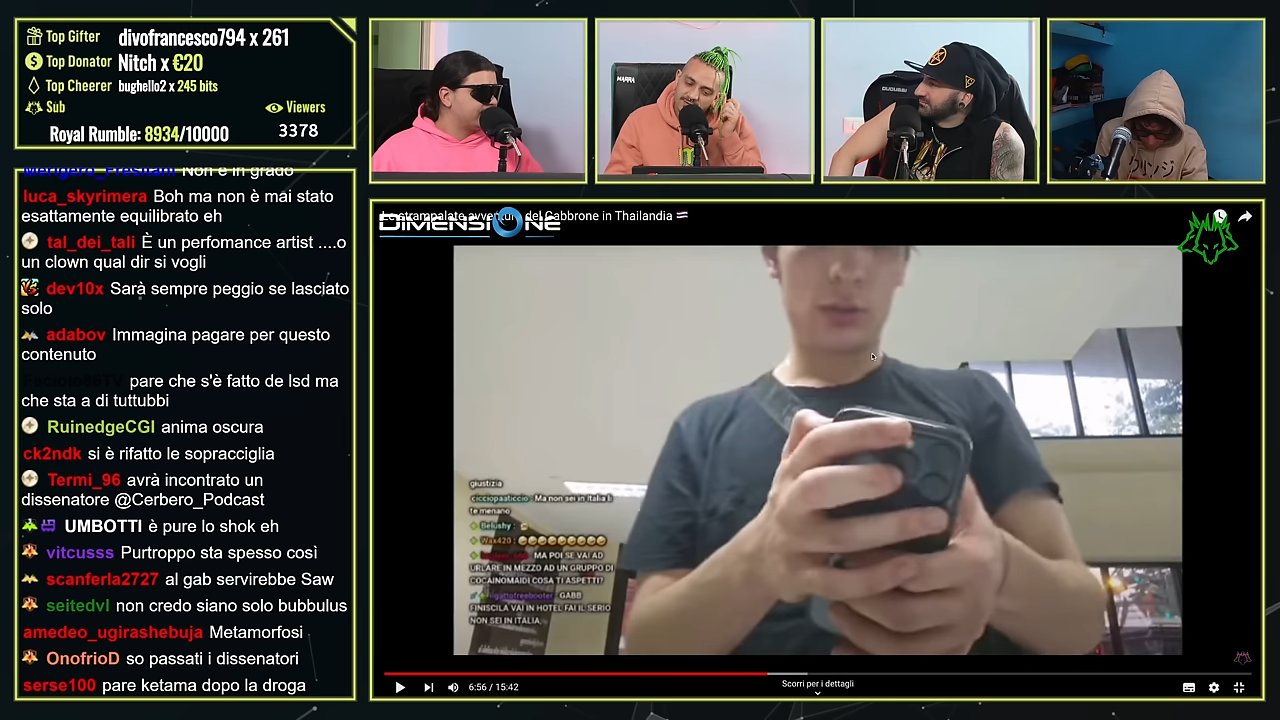 Top Gifter divofrancesco794 x 261
Top Donator Nitch x €20
Top Cheerer bughello2 x 245 bits
Sub
Viewers
Royal Rumble: 8934/10000
3378
Non è in grado
luca_skyrimera Boh ma non è mai stato
esattamente equilibrato eh
tal_dei_tali È un perfomance artist ....o
un clown qual dir si vogli
dev10x Sarà sempre peggio se lasciato
solo
adabov Immagina pagare per questo
contenuto
pare che s'è fatto de lsd ma
che sta a di tuttubbi
RuinedgeCGI anima oscura
ck2ndk si è rifatto le sopracciglia
Termi_96 avrà incontrato un
dissenatore @Cerbero_Podcast
UMBOTTI è pure lo shok eh
vitcusss Purtroppo sta spesso così
scanferla2727 al gab servirebbe Saw
seitedvl non credo siano solo bubbulus
amedeo_ugirashebuja Metamorfosi
OnofrioD so passati i dissenatori
serse100 pare ketama dopo la droga
MARRA
Le strampalate avventure del Gabbrone in Thailandia
DIMENSIONE
giustizia
cicciopaaticcio: Ma non sei in Italia li
te menano
Belushy :
Wax420:
MA POI SE VAI AD
URLARE IN MEZZO AD UN GRUPPO DI
COCAINOMAIDI COSA TI ASPETTI?
GABB
FINISCILA VAI IN HOTEL FAI IL SERIO
NON SEI IN ITALIA,
6:56 / 15:42
Scorri per i dettagli